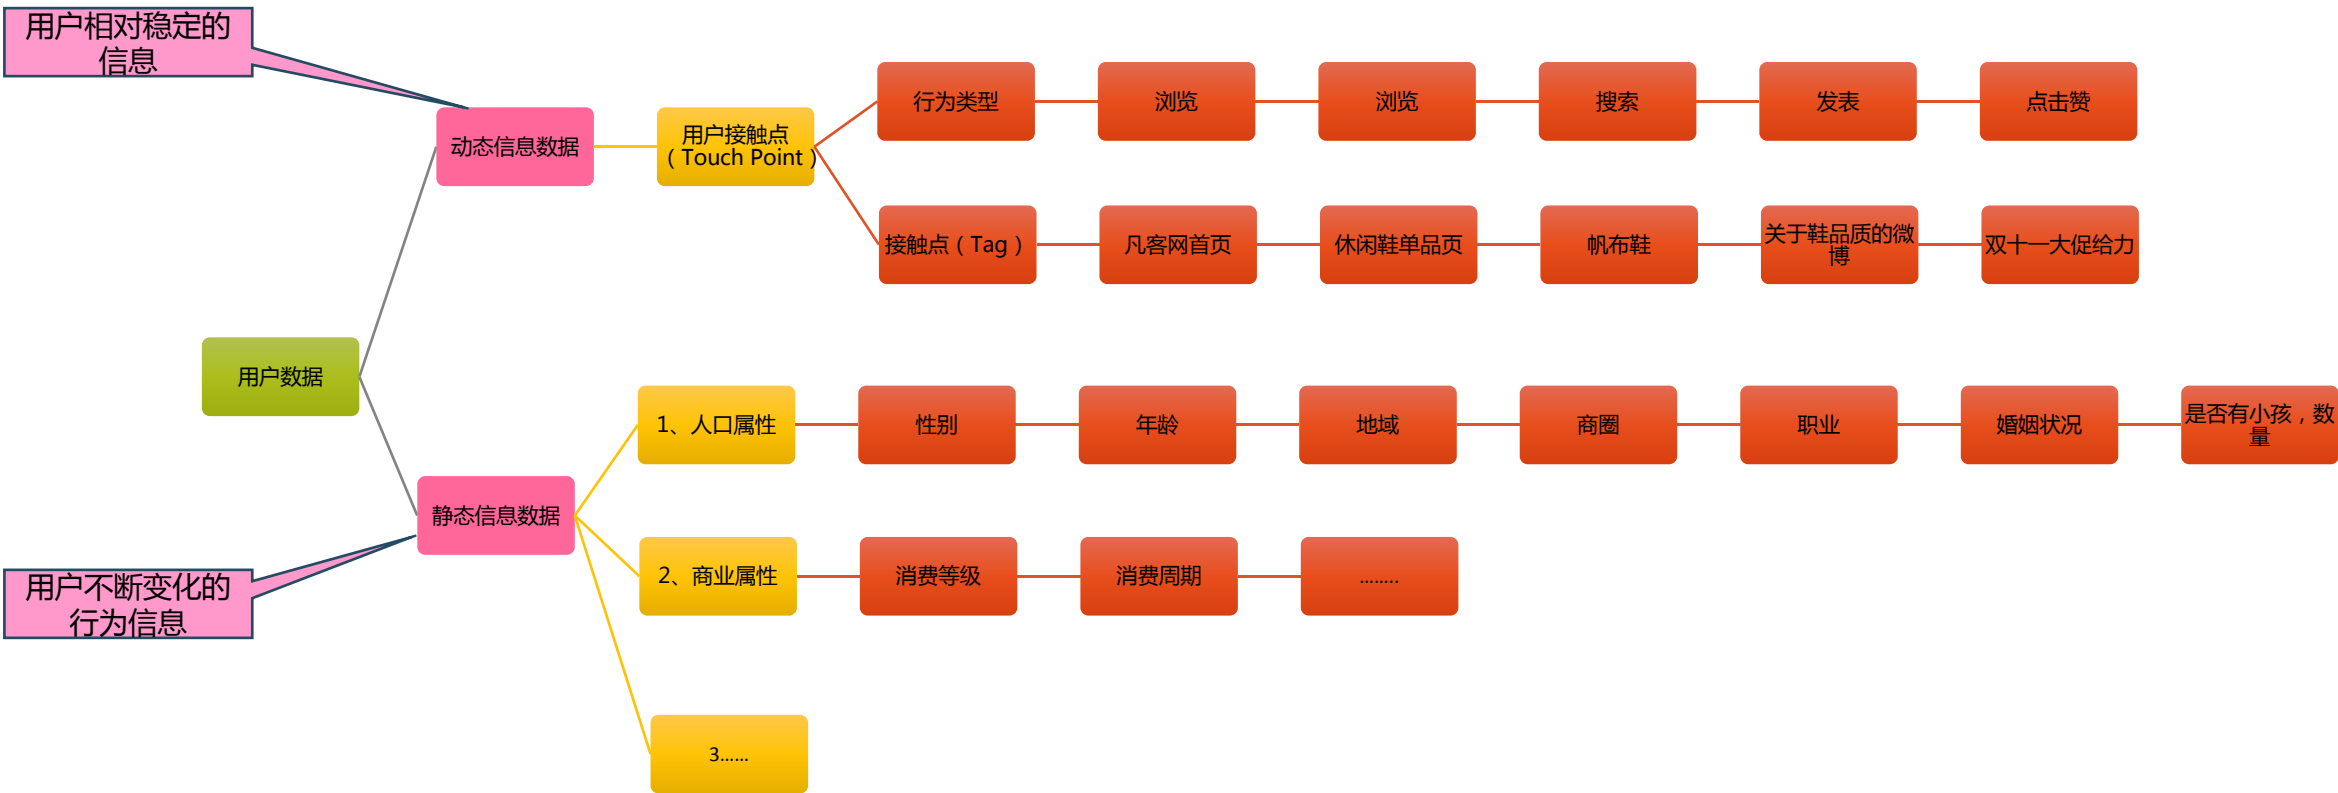 用户相对稳定的
信息
行为类型
浏览
浏览
搜索
发表
点击赞
动态信息数据
用户接触点
（Touch Point）
接触点（Tag）
凡客网首页
休闲鞋单品页
帆布鞋
关于鞋品质的微
博
双十一大促给力
用户数据
1、人口属性
性别
年龄
地域
商圈
职业
婚姻状况
是否有小孩，数
量
静态信息数据
用户不断变化的
行为信息
2、商业属性
消费等级
消费周期
........
3......